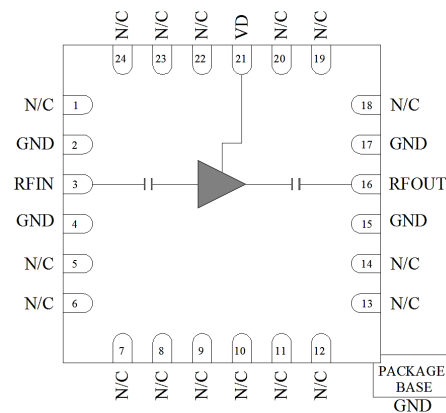 N/C N/C N/C VD N/C N/C
24 23 22 21 20 19
N/C 1 18 N/C
GND 2 17 GND
RFIN 3 16 RFOUT
GND 4 15 GND
N/C 5 14 N/C
N/C 6 13 N/C
7 8 9 10 11 12
N/C N/C N/C N/C N/C N/C
PACKAGE
BASE
GND